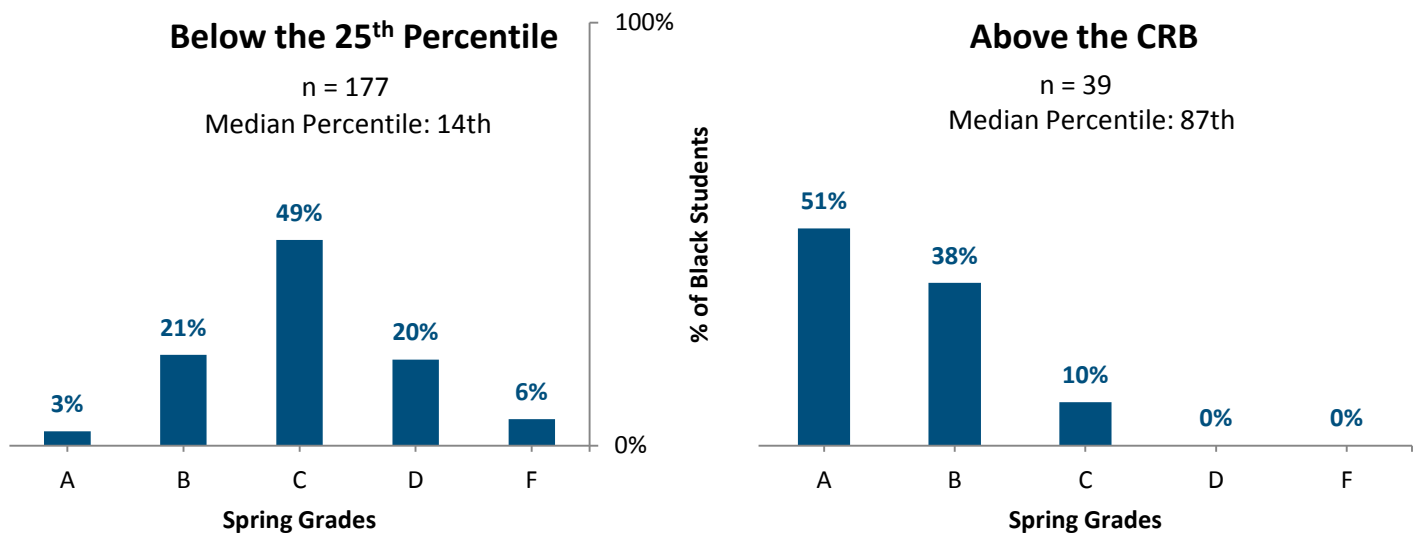 Below the 25th Percentile
n = 177
Median Percentile: 14th
3%
21%
49%
20%
6%
A B C D F
Spring Grades
100%
0%
% of Black Students
Above the CRB
n = 39
Median Percentile: 87th
51%
38%
10%
0%
0%
A B C D F
Spring Grades